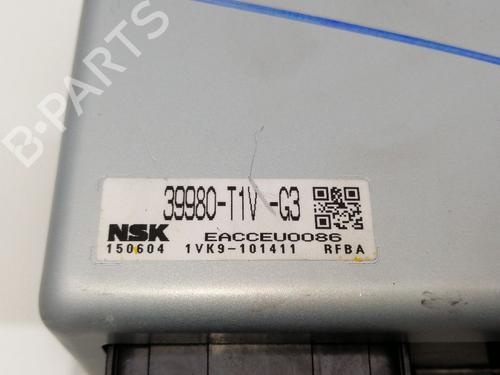 B-PARTS
39980-T1V -G3
NSK EACCEU0086
150604 1VK9-101411 RFBA